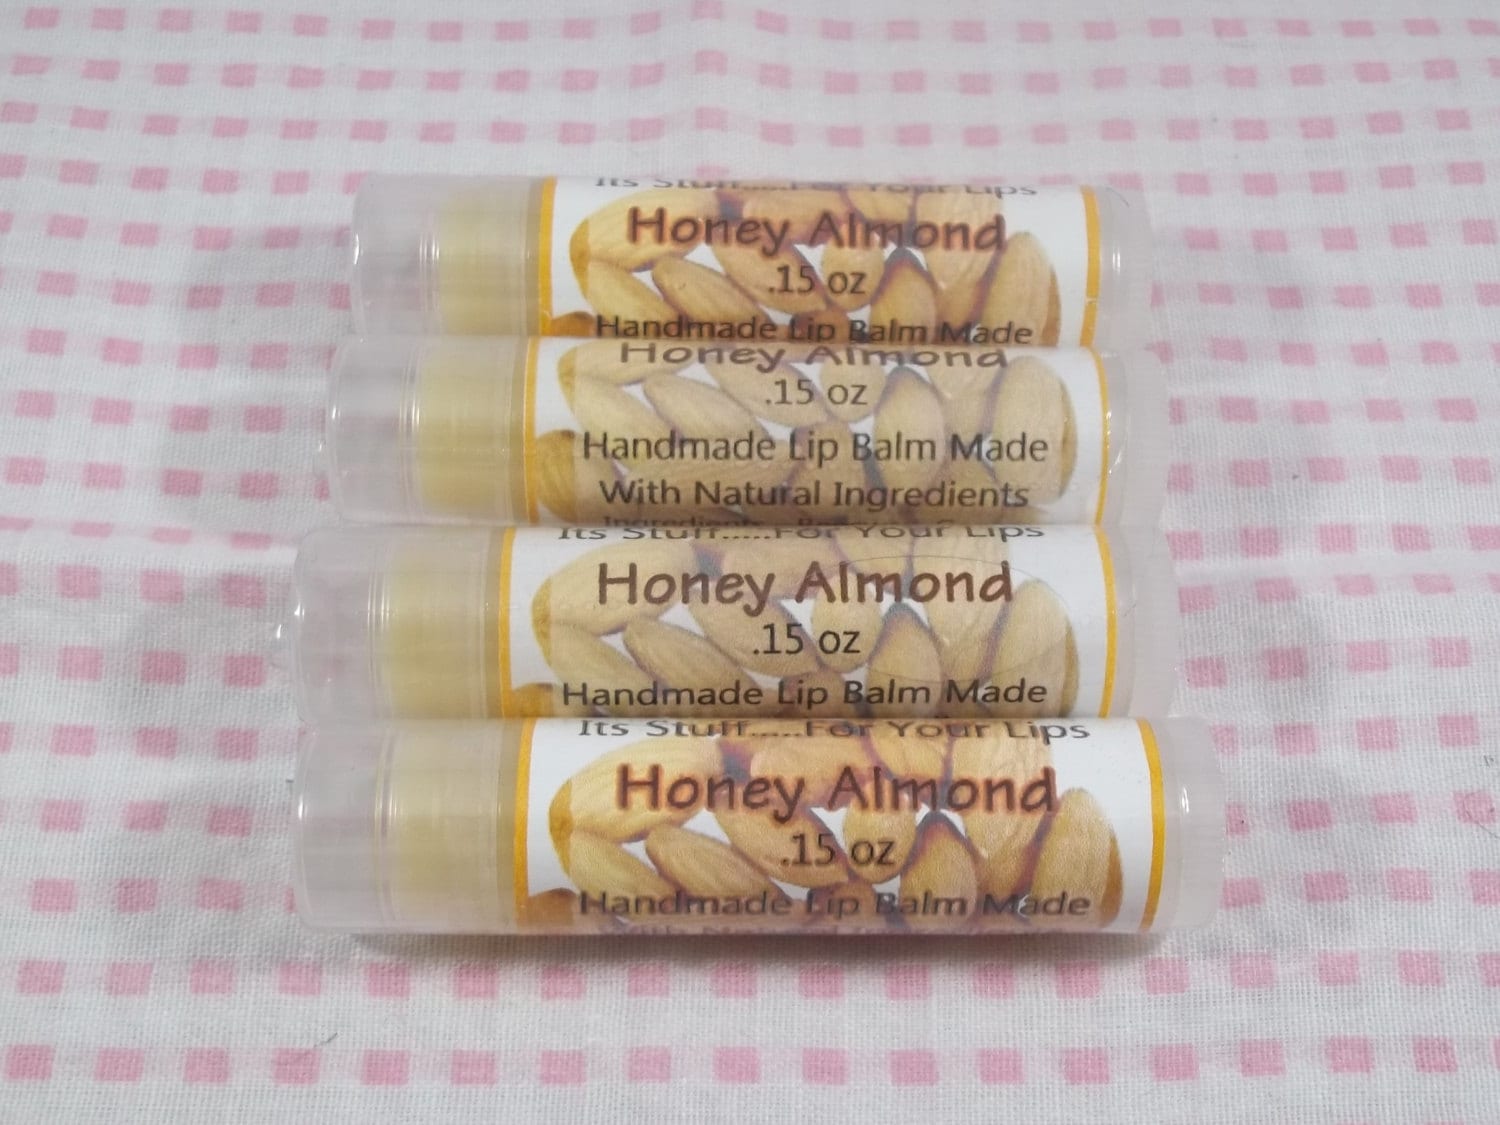 Its Stuff.....For Your Lips
Honey Almond
.15 oz
Handmade Lip Balm Made
Honey Almond
.15 oz
Handmade Lip Balm Made
With Natural Ingredients
Ingredients
Its Stuff.....For Your Lips
Honey Almond
.15 oz
Handmade Lip Balm Made
Its Stuff.....For Your Lips
Honey Almond
.15 oz
Handmade Lip Balm Made
With